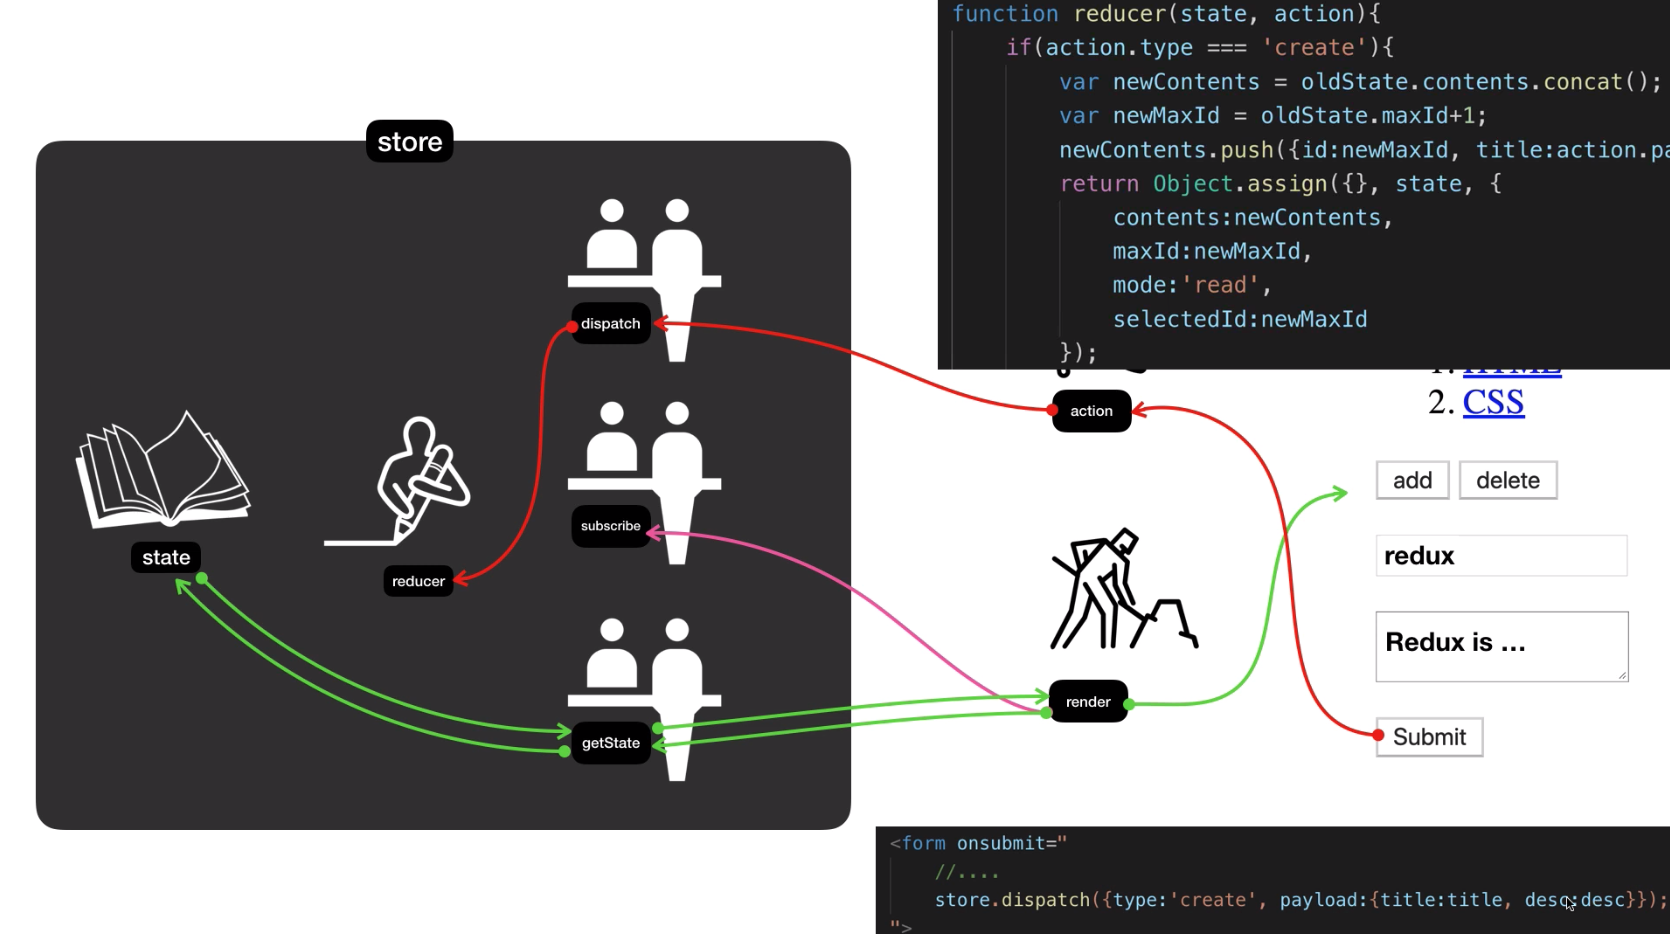 function reducer(state, action){
if(action.type === 'create'){
var newContents = oldState.contents.concat();
var newMaxId = oldState.maxId+1;
newContents.push({id:newMaxId, title:action.pa
return Object.assign({}, state, {
contents:newContents,
maxId:newMaxId,
mode:'read',
selectedId:newMaxId
});
store
dispatch
1. HTML
action
2. CSS
add delete
subscribe
state
reducer
redux
Redux is ...
render
getState
Submit
<form onsubmit="
//....
store.dispatch({type:'create', payload:{title:title, desc:desc}});
">